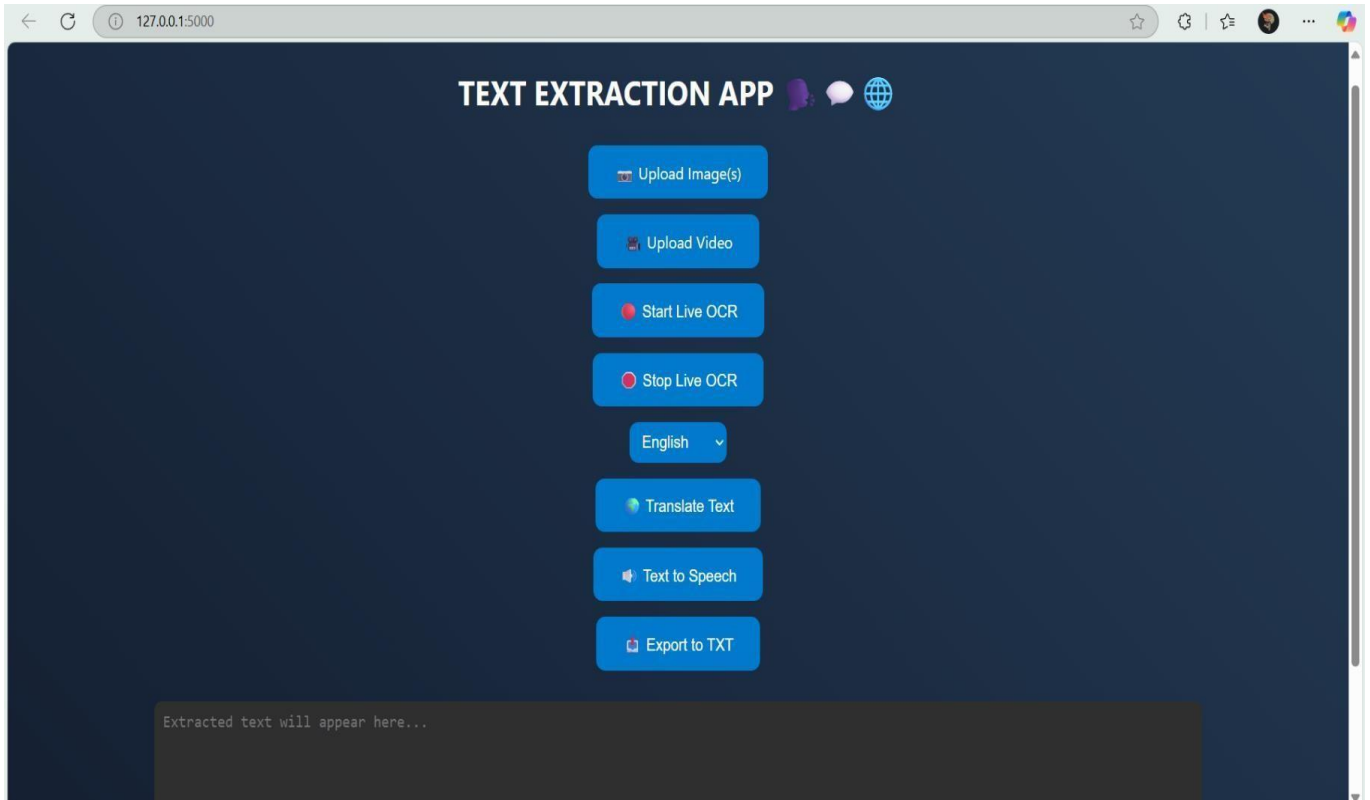 127.0.0.1:5000
TEXT EXTRACTION APP 🗣️ 💬 🌐
📷 Upload Image(s)
🎥 Upload Video
🔴 Start Live OCR
🛑 Stop Live OCR
English
🌍 Translate Text
🔊 Text to Speech
📥 Export to TXT
Extracted text will appear here...